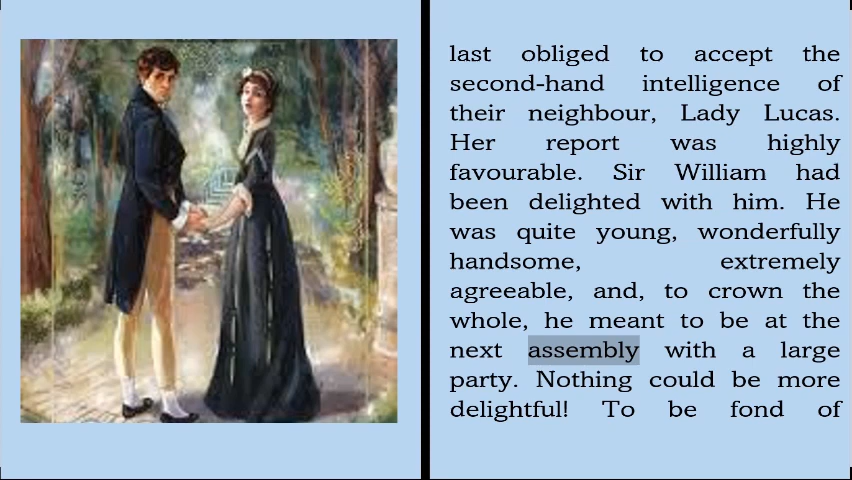 last obliged to accept the
second-hand intelligence of
their neighbour, Lady Lucas.
Her report was highly
favourable. Sir William had
been delighted with him. He
was quite young, wonderfully
handsome, extremely
agreeable, and, to crown the
whole, he meant to be at the
next assembly with a large
party. Nothing could be more
delightful! To be fond of